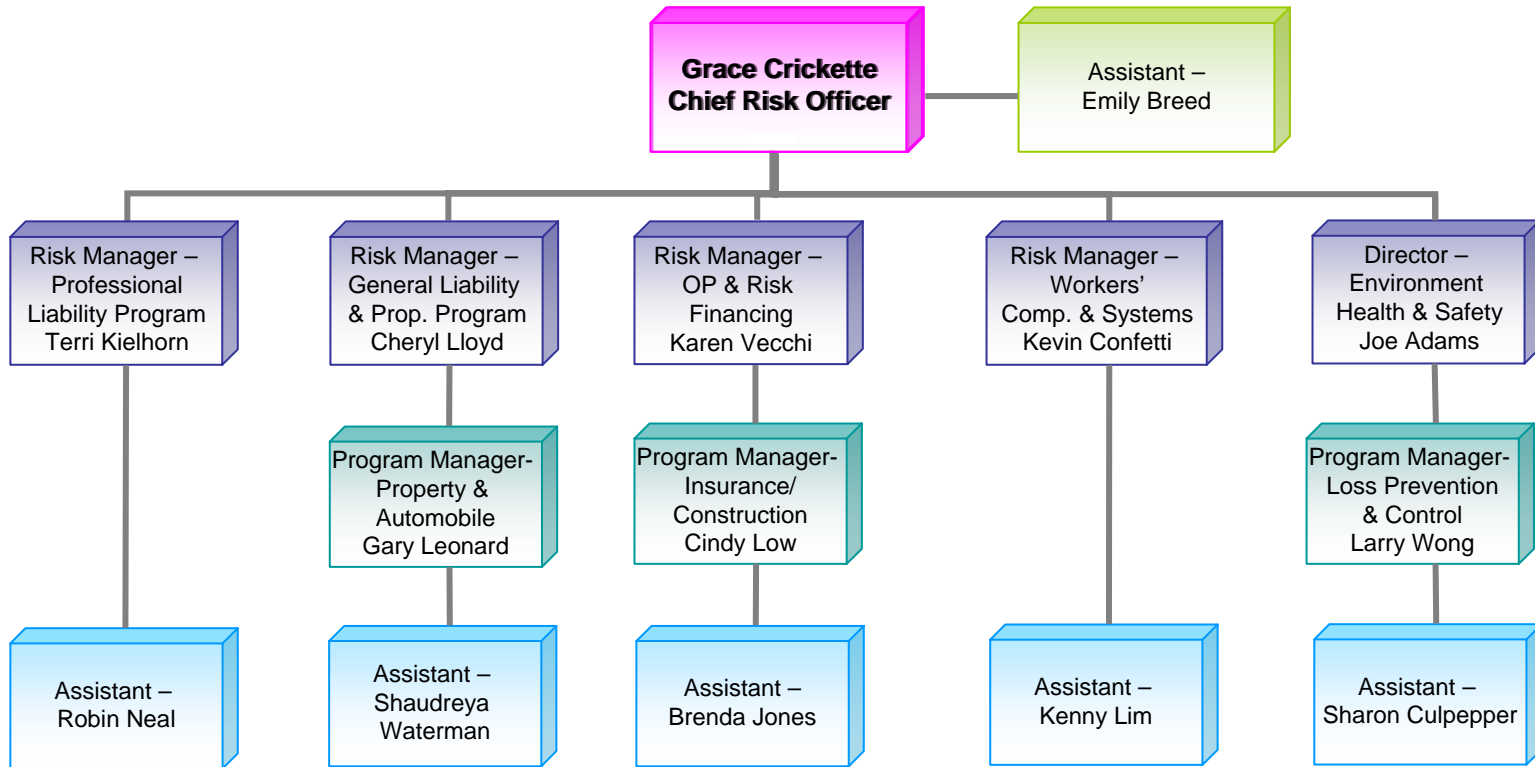 Grace Crickette
Chief Risk Officer
Assistant –
Emily Breed
Risk Manager –
Professional
Liability Program
Terri Kielhorn
Risk Manager –
General Liability
& Prop. Program
Cheryl Lloyd
Risk Manager –
OP & Risk
Financing
Karen Vecchi
Risk Manager –
Workers’
Comp. & Systems
Kevin Confetti
Director –
Environment
Health & Safety
Joe Adams
Program Manager-
Property &
Automobile
Gary Leonard
Program Manager-
Insurance/
Construction
Cindy Low
Program Manager-
Loss Prevention
& Control
Larry Wong
Assistant –
Robin Neal
Assistant –
Shaudreya
Waterman
Assistant –
Brenda Jones
Assistant –
Kenny Lim
Assistant –
Sharon Culpepper